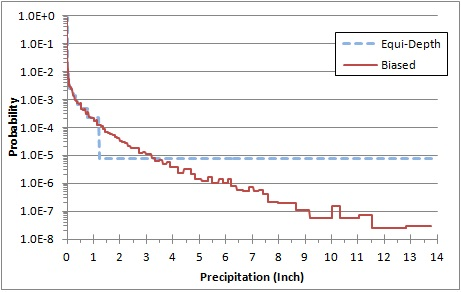 1.0E+0
1.0E-1
1.0E-2
1.0E-3
1.0E-4
1.0E-5
1.0E-6
1.0E-7
1.0E-8
Probability
Equi-Depth
Biased
0 1 2 3 4 5 6 7 8 9 10 11 12 13 14
Precipitation (Inch)